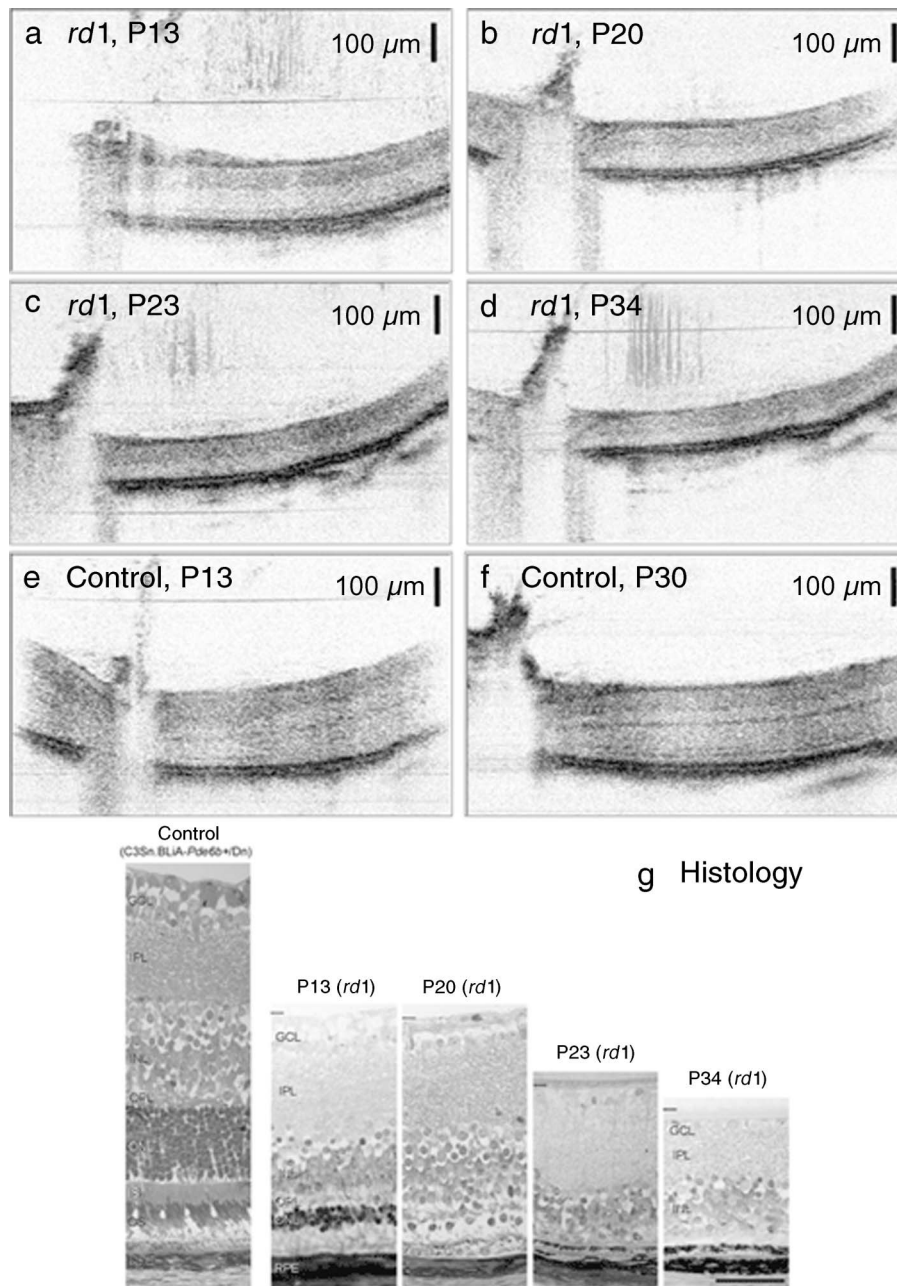 a rd1, P13 100 µm
b rd1, P20 100 µm
c rd1, P23 100 µm
d rd1, P34 100 µm
e Control, P13 100 µm
f Control, P30 100 µm
Control
(C3Sn.BLiA-Pde6b+/Dn)
g Histology
P13 (rd1)
P20 (rd1)
P23 (rd1)
P34 (rd1)
GCL
IPL
OPL
IS
OS
GCL
IPL
RPE
GCL
IPL
INL